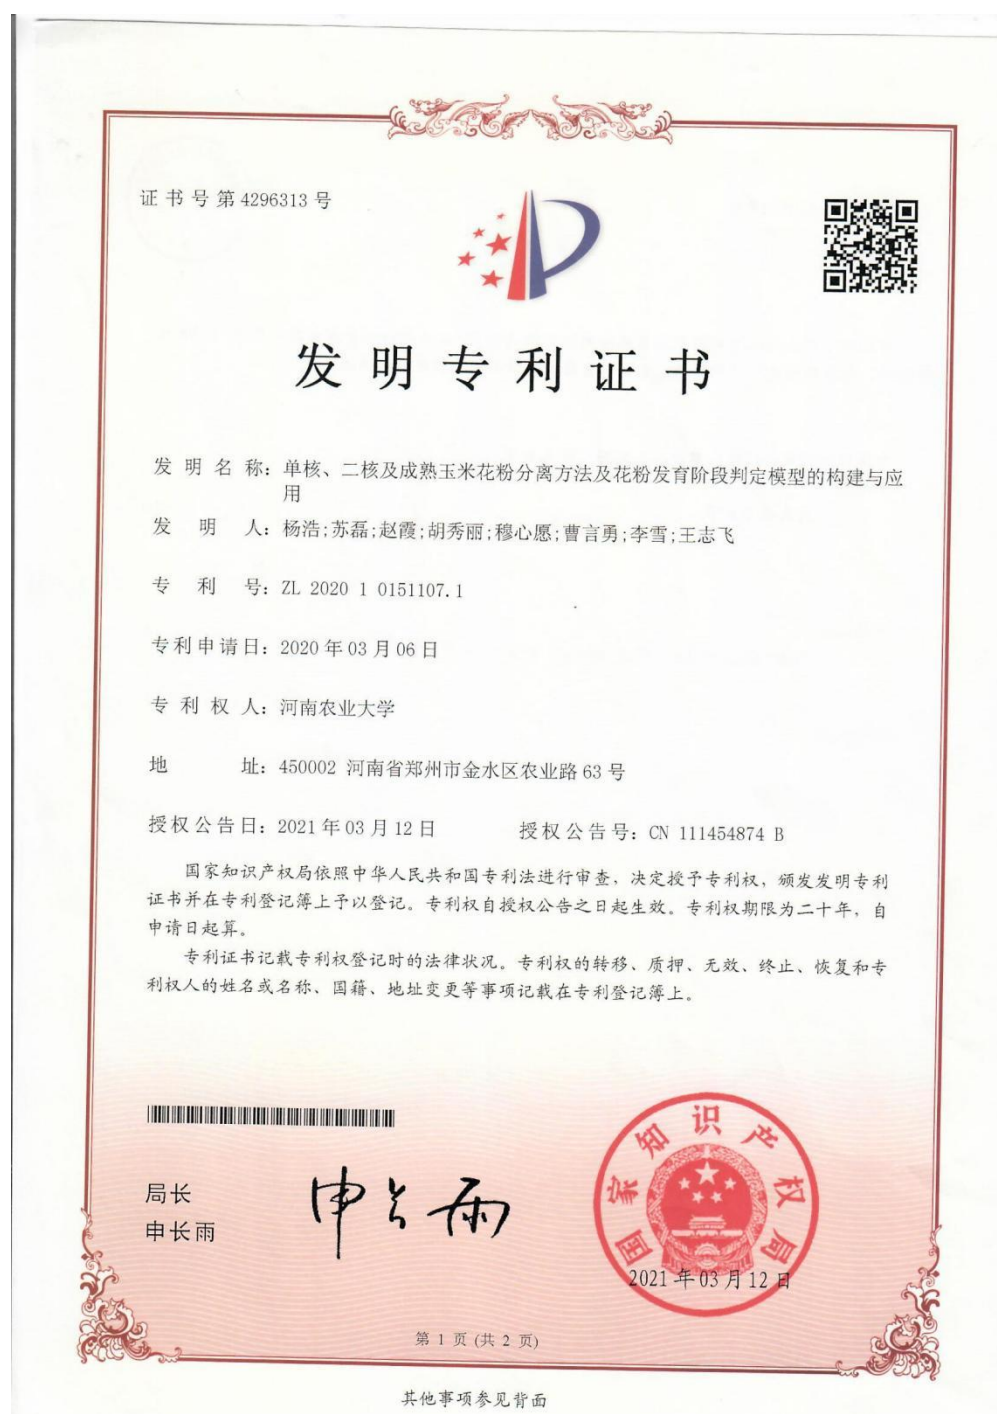 证书号第4296313号
发明专利证书
发明名称：单核、二核及成熟玉米花粉分离方法及花粉发育阶段判定模型的构建与应
用
发明人：杨浩;苏磊;赵霞;胡秀丽;穆心愿;曹言勇;李雪;王志飞
专利号：ZL 2020 1 0151107.1
专利申请日：2020年03月06日
专利权人：河南农业大学
地址：450002 河南省郑州市金水区农业路63号
授权公告日：2021年03月12日 授权公告号：CN 111454874 B
国家知识产权局依照中华人民共和国专利法进行审查，决定授予专利权，颁发发明专利
证书并在专利登记簿上予以登记。专利权自授权公告之日起生效。专利权期限为二十年，自
申请日起算。
专利证书记载专利权登记时的法律状况。专利权的转移、质押、无效、终止、恢复和专
利权人的姓名或名称、国籍、地址变更等事项记载在专利登记簿上。
局长
申长雨
申长雨
国家知识产权局
2021年03月12日
第 1 页 (共 2 页)
其他事项参见背面